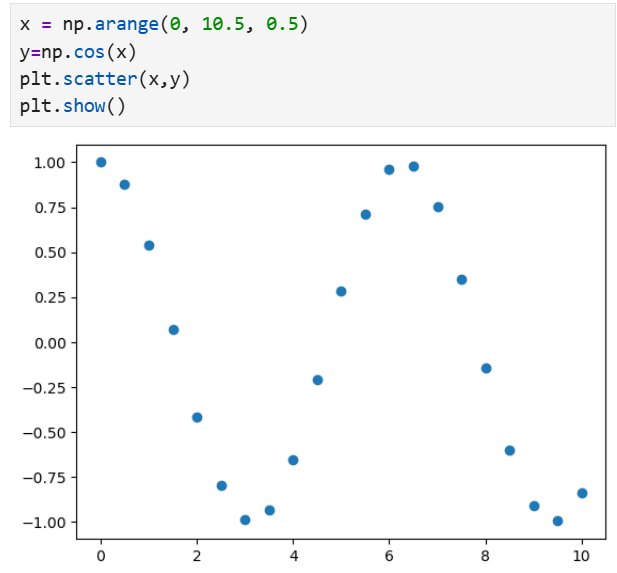 x = np.arange(0, 10.5, 0.5)
y=np.cos(x)
plt.scatter(x,y)
plt.show()
1.00
0.75
0.50
0.25
0.00
−0.25
−0.50
−0.75
−1.00
0 2 4 6 8 10